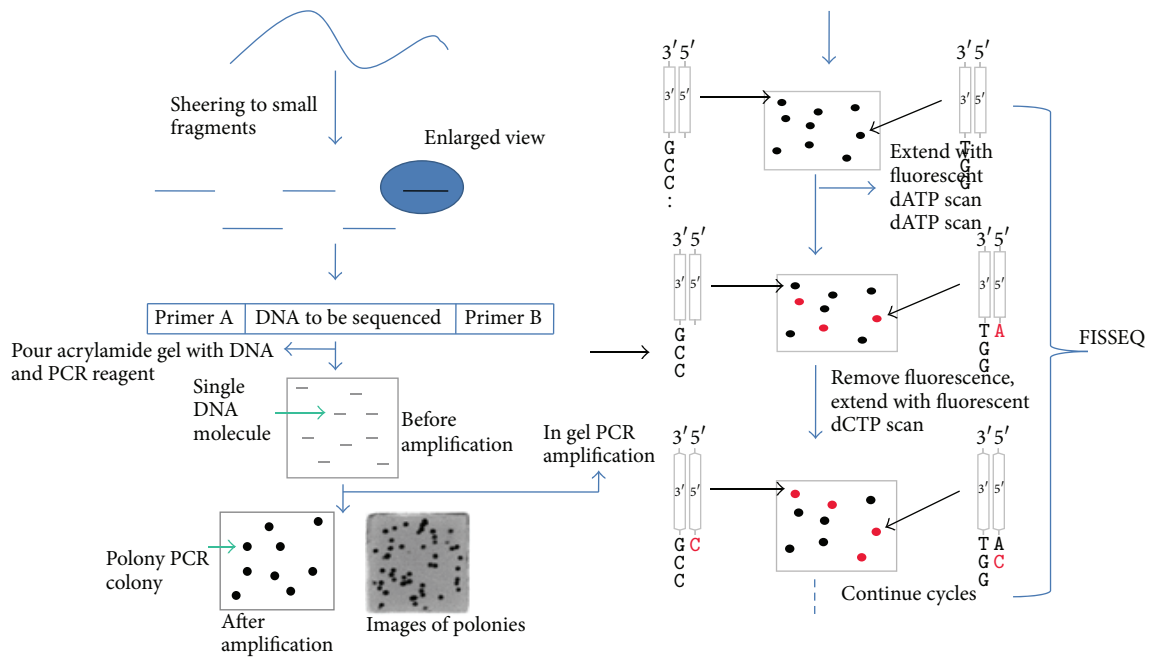 Sheering to small
fragments
Enlarged view
Primer A
DNA to be sequenced
Primer B
Pour acrylamide gel with DNA
and PCR reagent
Single
DNA
molecule
Before
amplification
In gel PCR
amplification
Polony PCR
colony
After
amplification
Images of polonies
3′ 5′
3′ 5′
G
C
C
:
3′ 5′
3′ 5′
T
G
G
Extend with
fluorescent
dATP scan
dATP scan
3′ 5′
3′ 5′
G
C
C
3′ 5′
3′ 5′
T A
G
G
Remove fluorescence,
extend with fluorescent
dCTP scan
3′ 5′
3′ 5′
G C
C
C
3′ 5′
3′ 5′
T A
G C
G
Continue cycles
FISSEQ